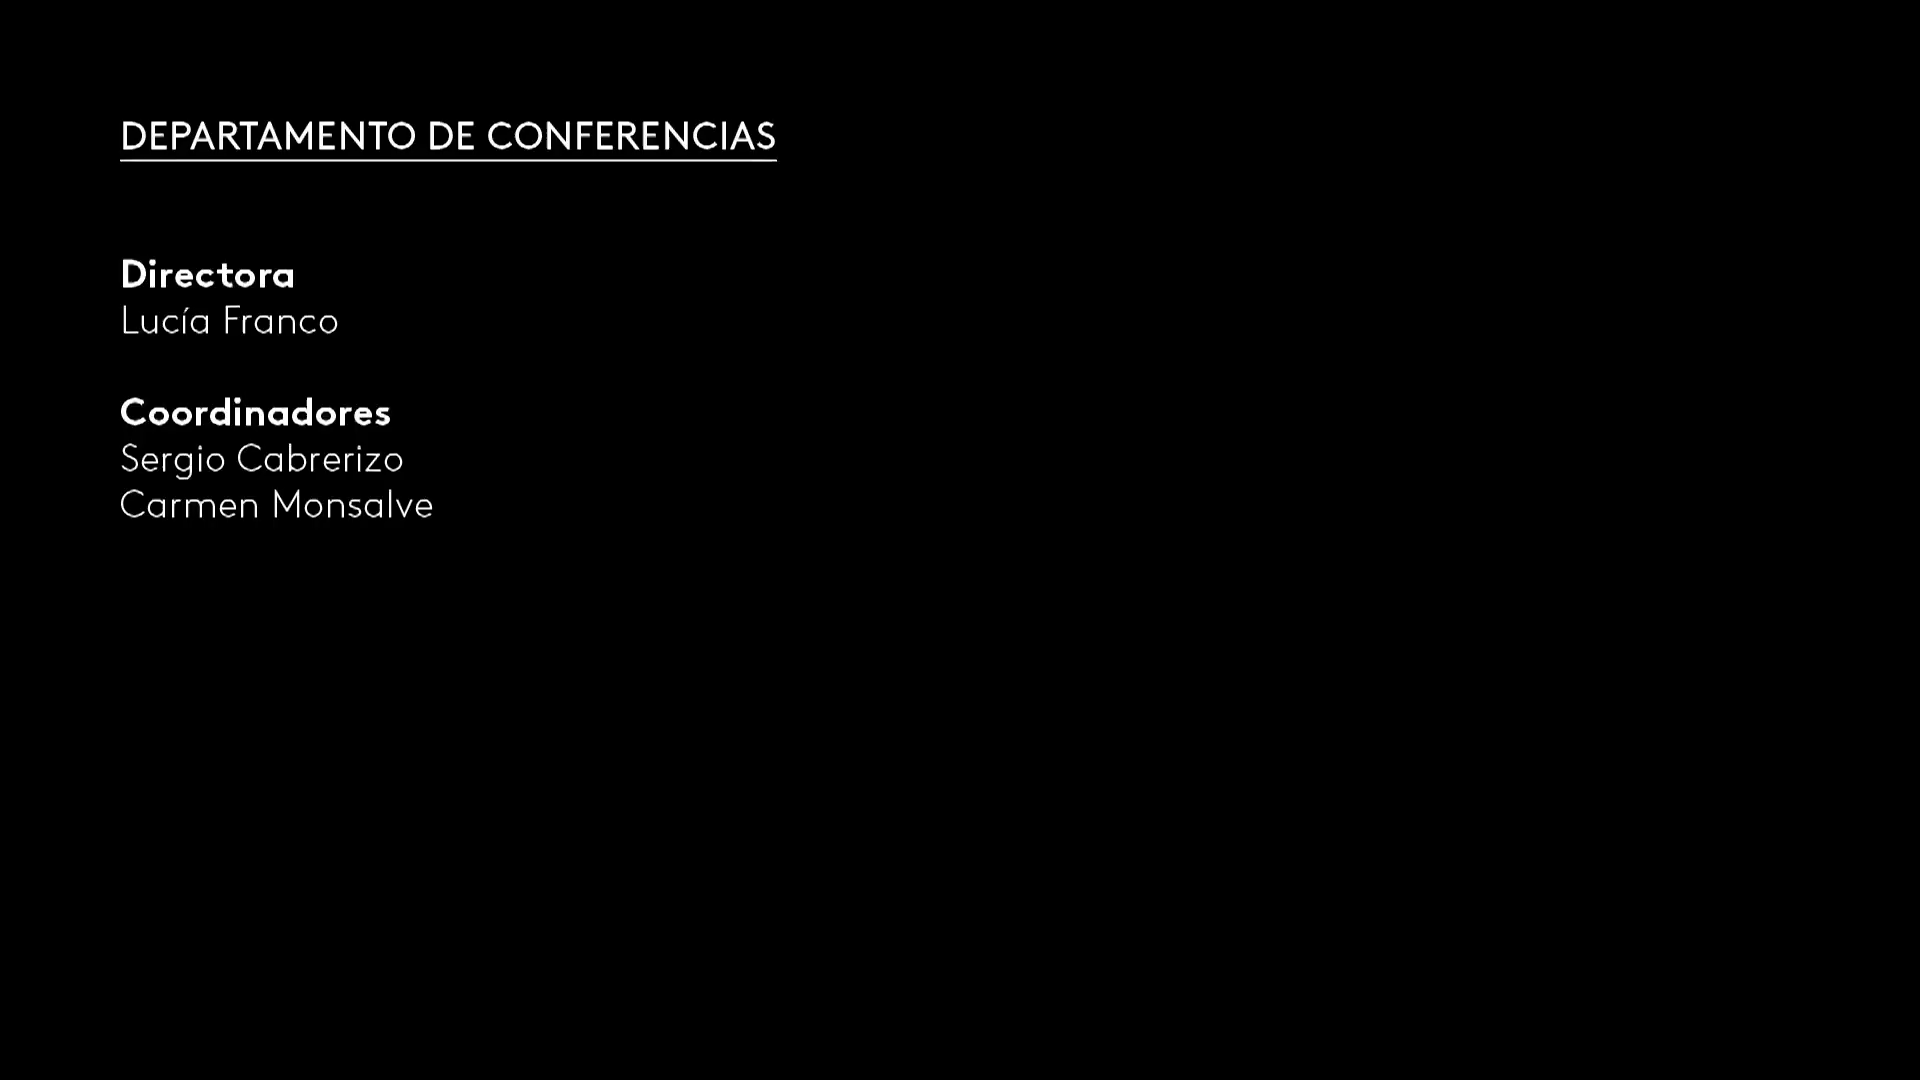 DEPARTAMENTO DE CONFERENCIAS
Directora
Lucía Franco
Coordinadores
Sergio Cabrerizo
Carmen Monsalve